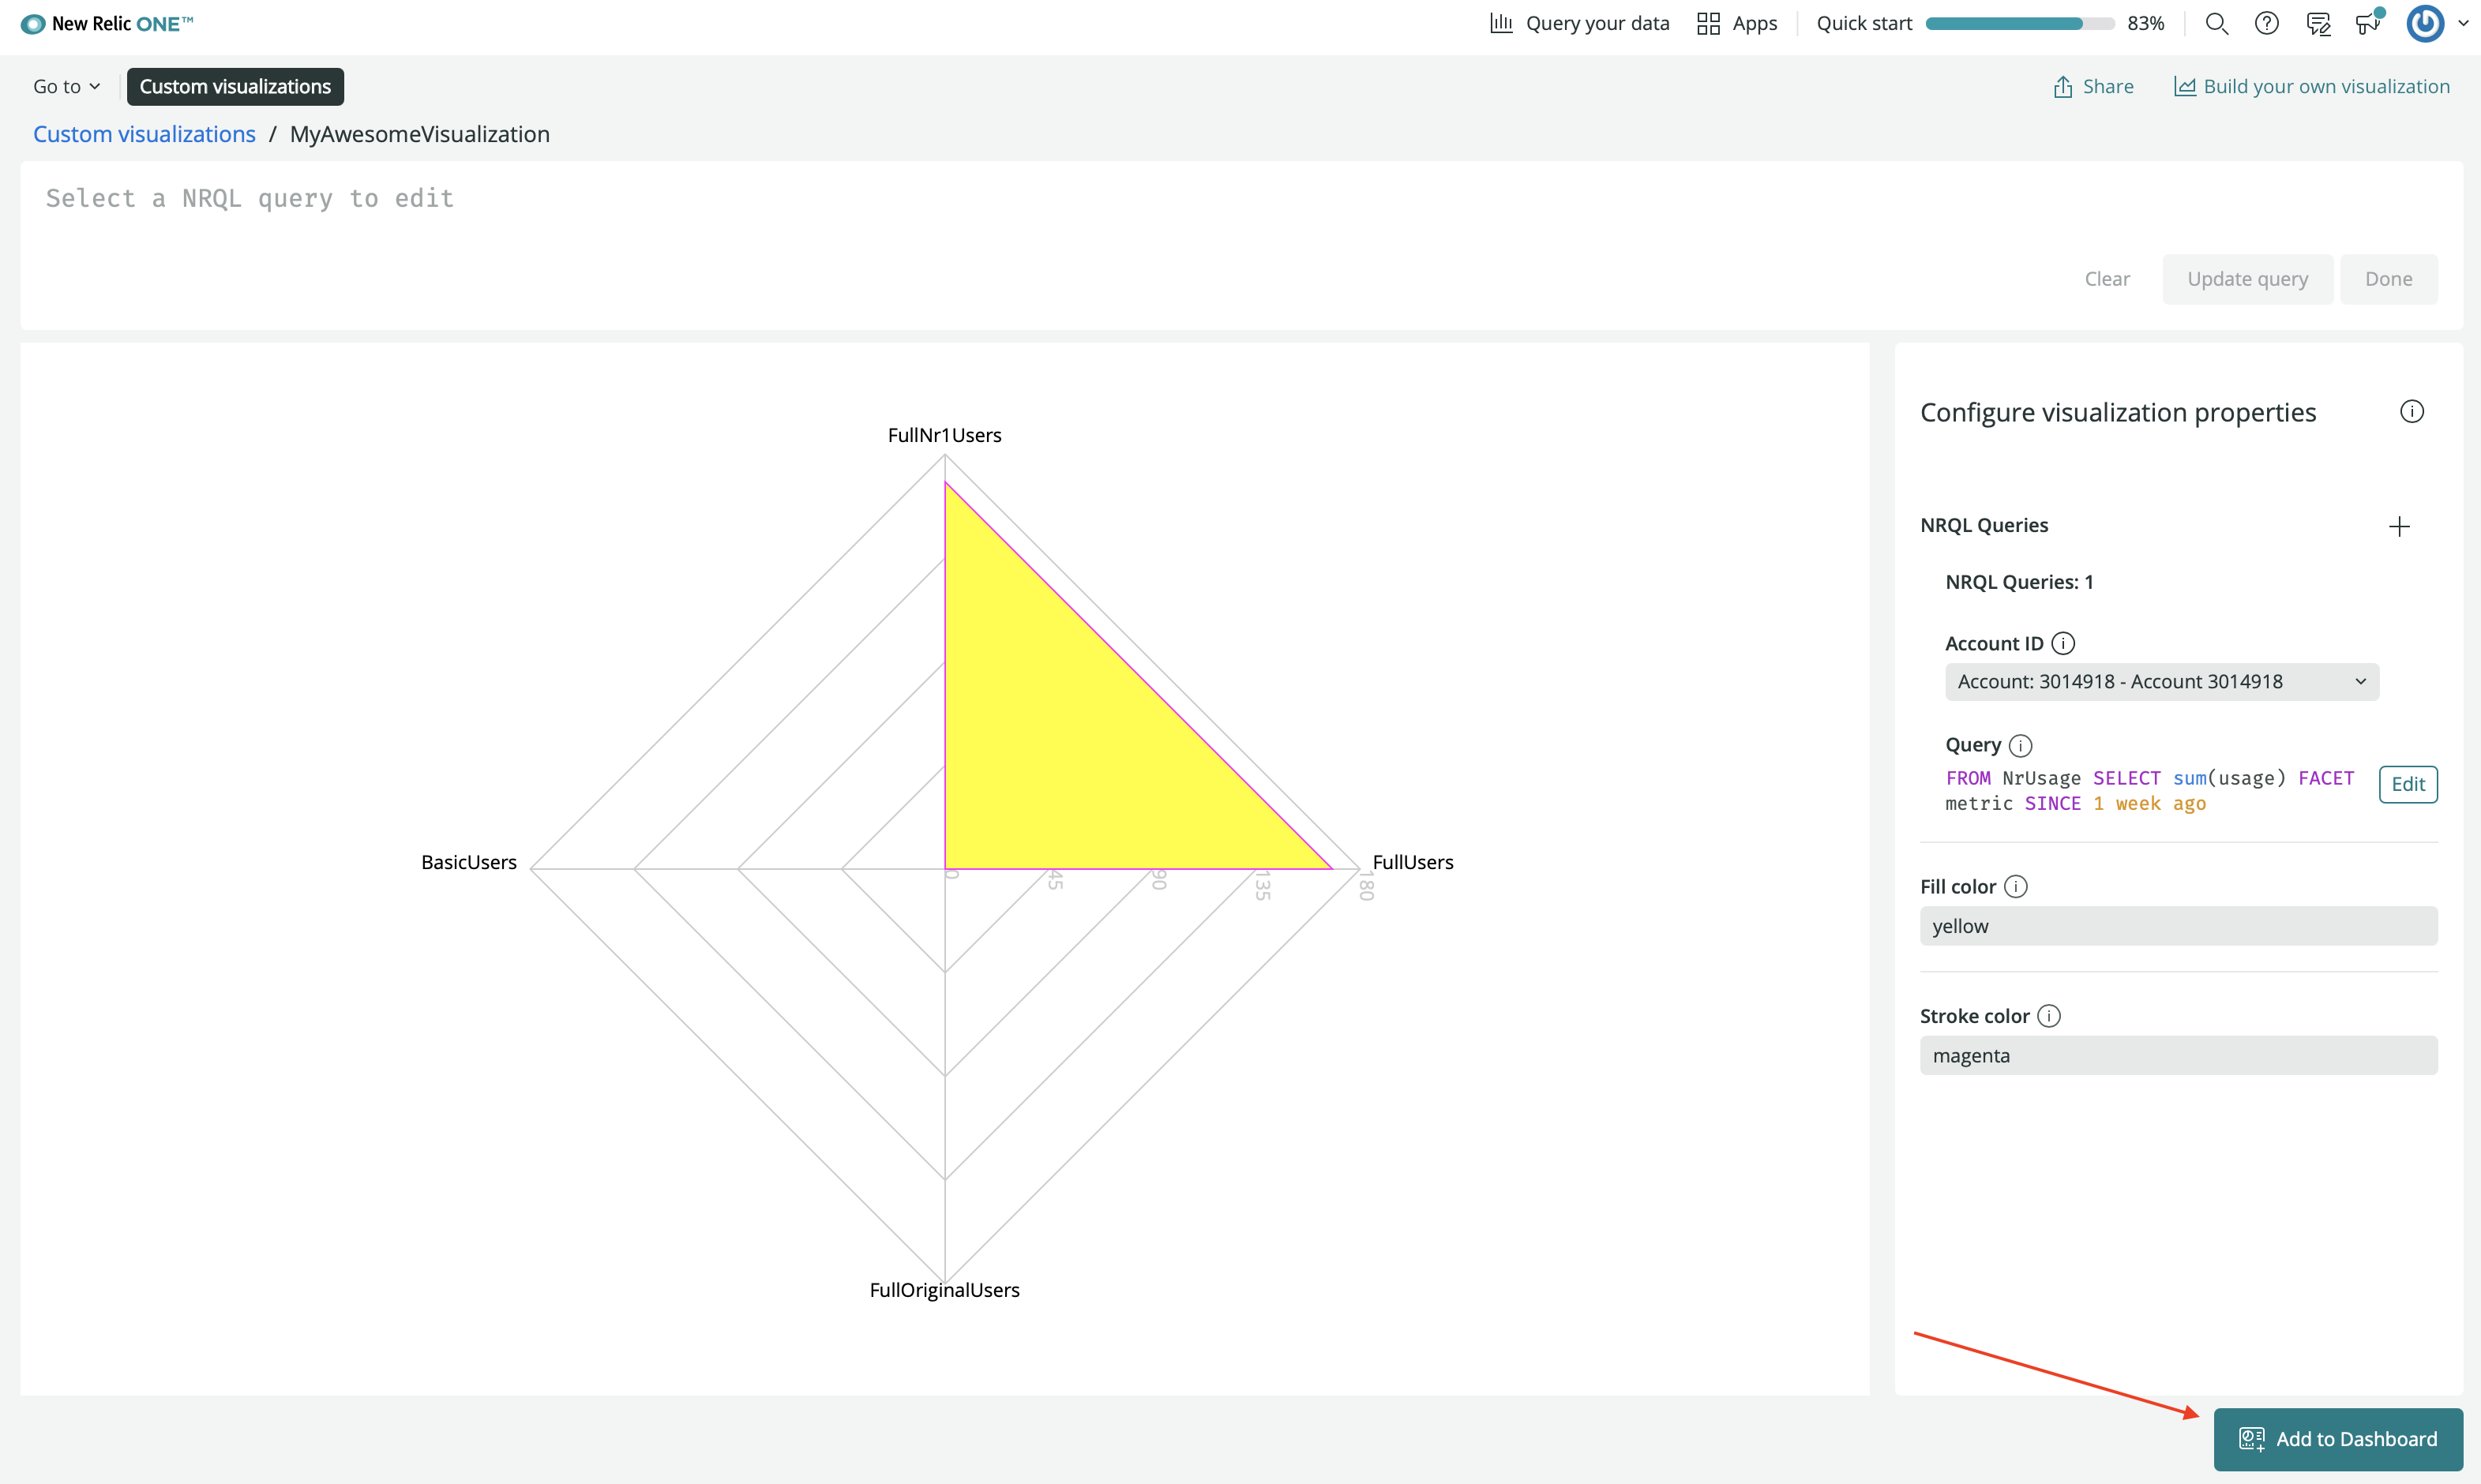 New Relic ONE™
Query your data
Apps
Quick start
83%
Go to
Custom visualizations
Share
Build your own visualization
Custom visualizations / MyAwesomeVisualization
Select a NRQL query to edit
Clear
Update query
Done
FullNr1Users
BasicUsers
FullUsers
0
45
90
135
180
FullOriginalUsers
Configure visualization properties
NRQL Queries
NRQL Queries: 1
Account ID
Account: 3014918 - Account 3014918
Query
FROM NrUsage SELECT sum(usage) FACET
metric SINCE 1 week ago
Edit
Fill color
yellow
Stroke color
magenta
Add to Dashboard